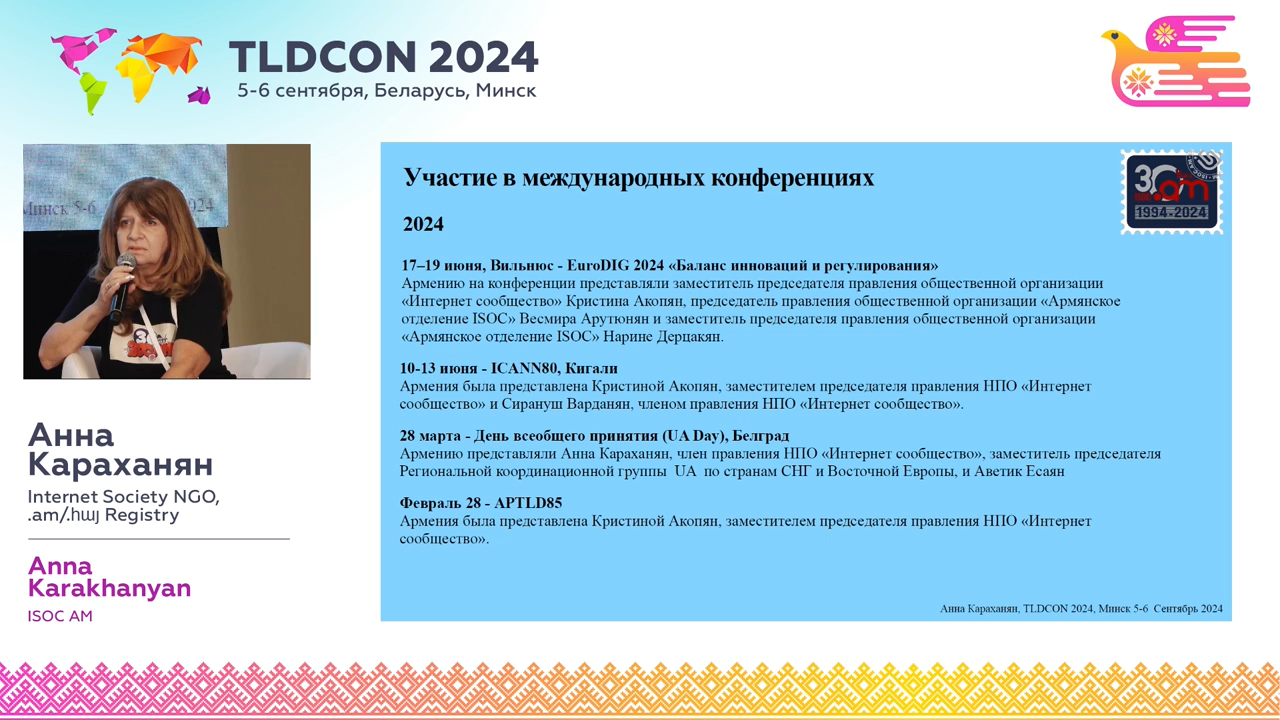 TLDCON 2024
5-6 сентября, Беларусь, Минск
Минск 5-6 2024
Анна
Караханян
Internet Society NGO,
.am/.հայ Registry
Anna
Karakhanyan
ISOC AM
Участие в международных конференциях
30
.am
1994-2024
2024
17–19 июня, Вильнюс - EuroDIG 2024 «Баланс инноваций и регулирования»
Армению на конференции представляли заместитель председателя правления общественной организации
«Интернет сообщество» Кристина Акопян, председатель правления общественной организации «Армянское
отделение ISOC» Весмира Арутюнян и заместитель председателя правления общественной организации
«Армянское отделение ISOC» Нарине Дерцакян.
10-13 июня - ICANN80, Кигали
Армения была представлена Кристиной Акопян, заместителем председателя правления НПО «Интернет
сообщество» и Сирануш Варданян, членом правления НПО «Интернет сообщество».
28 марта - День всеобщего принятия (UA Day), Белград
Армению представляли Анна Караханян, член правления НПО «Интернет сообщество», заместитель председателя
Региональной координационной группы UA по странам СНГ и Восточной Европы, и Аветик Есаян
Февраль 28 - APTLD85
Армения была представлена Кристиной Акопян, заместителем председателя правления НПО «Интернет
сообщество».
Анна Караханян, TLDCON 2024, Минск 5-6 Сентябрь 2024